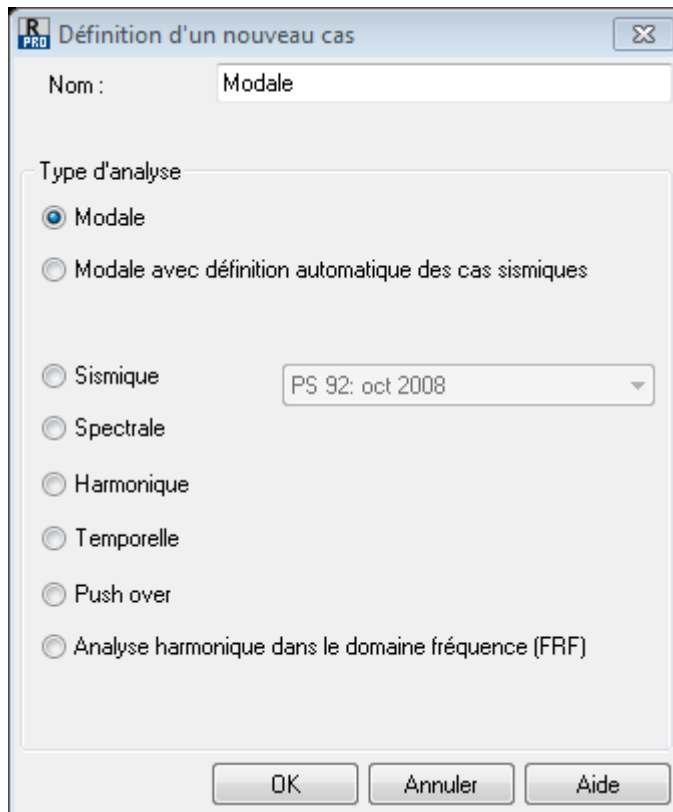 R PRO Définition d'un nouveau cas
Nom : Modale
Type d'analyse
Modale
Modale avec définition automatique des cas sismiques
Sismique PS 92: oct 2008
Spectrale
Harmonique
Temporelle
Push over
Analyse harmonique dans le domaine fréquence (FRF)
OK Annuler Aide